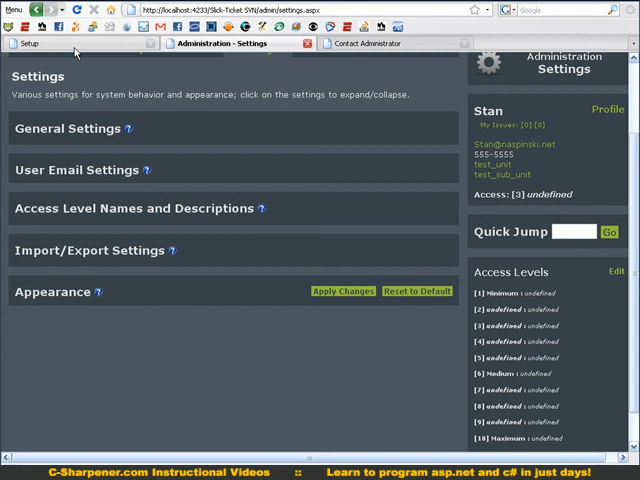 Menu
http://localhost:4233/Slick-Ticket SVN/admin/settings.aspx
Google
Setup
Administration - Settings
Contact Administrator
Settings
Various settings for system behavior and appearance; click on the settings to expand/collapse.
General Settings ?
User Email Settings ?
Access Level Names and Descriptions ?
Import/Export Settings ?
Appearance ?
Apply Changes
Reset to Default
Administration
Settings
Stan
Profile
My Issues: [0] [0]
Stan@naspinski.net
555-5555
test_unit
test_sub_unit
Access: [3] undefined
Quick Jump
Go
Access Levels
Edit
[1] Minimum : undefined
[2] undefined : undefined
[3] undefined : undefined
[4] undefined : undefined
[5] undefined : undefined
[6] Medium : undefined
[7] undefined : undefined
[8] undefined : undefined
[9] undefined : undefined
[10] Maximum : undefined
C-Sharpener.com Instructional Videos :: Learn to program asp.net and c# in just days!